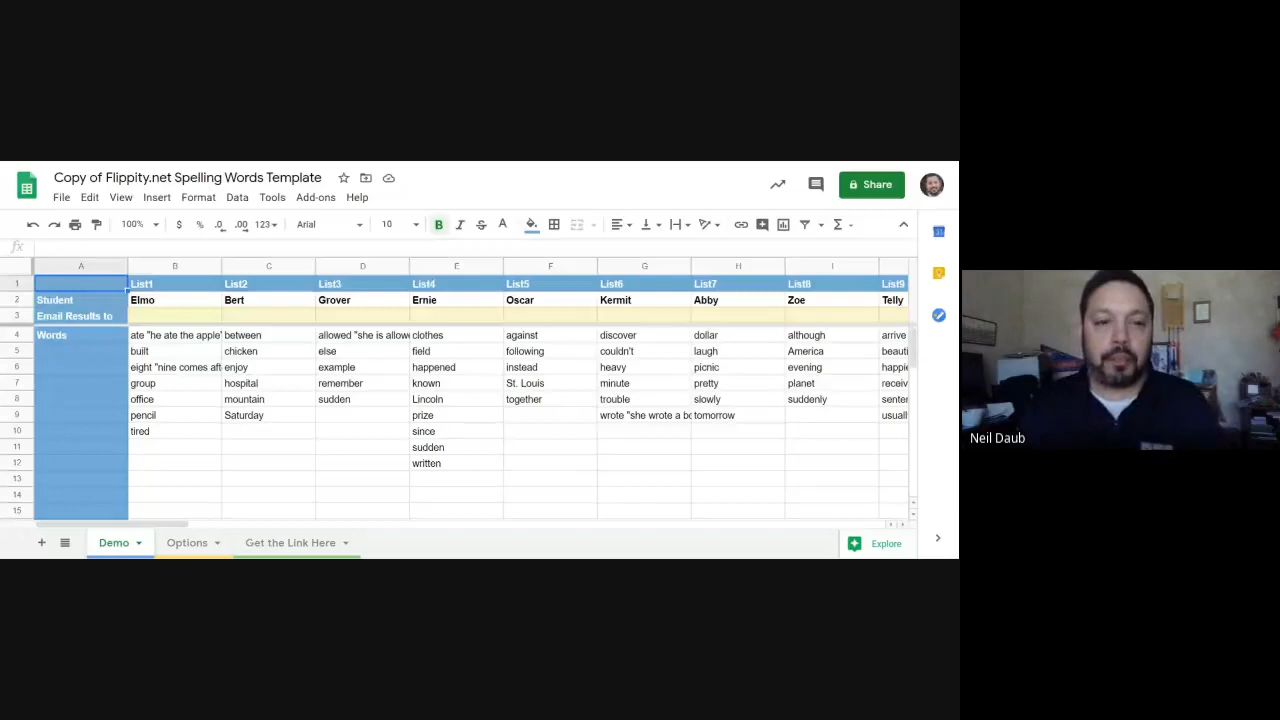 Copy of Flippity.net Spelling Words Template
File Edit View Insert Format Data Tools Add-ons Help
Share
100% $ % .0 .00 123 Arial 10 B I S A Σ
fx
A B C D E F G H I
1 List1 List2 List3 List4 List5 List6 List7 List8 List9
2 Student Elmo Bert Grover Ernie Oscar Kermit Abby Zoe Telly
3 Email Results to
4 Words ate "he ate the apple" between allowed "she is allow clothes against discover dollar although arrive
5 built chicken else field following couldn't laugh America beauti
6 eight "nine comes aft enjoy example happened instead heavy picnic evening happie
7 group hospital remember known St. Louis minute pretty planet receiv
8 office mountain sudden Lincoln together trouble slowly suddenly senten
9 pencil Saturday prize wrote "she wrote a bo tomorrow usuall
10 tired since
11 sudden
12 written
13
14
15
Demo Options Get the Link Here Explore
Neil Daub